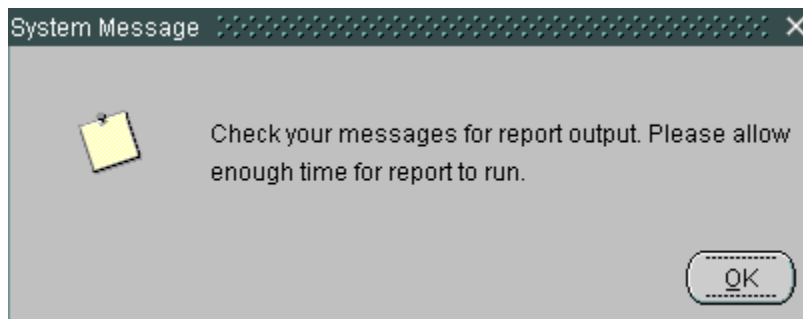 System Message
Check your messages for report output. Please allow
enough time for report to run.
OK